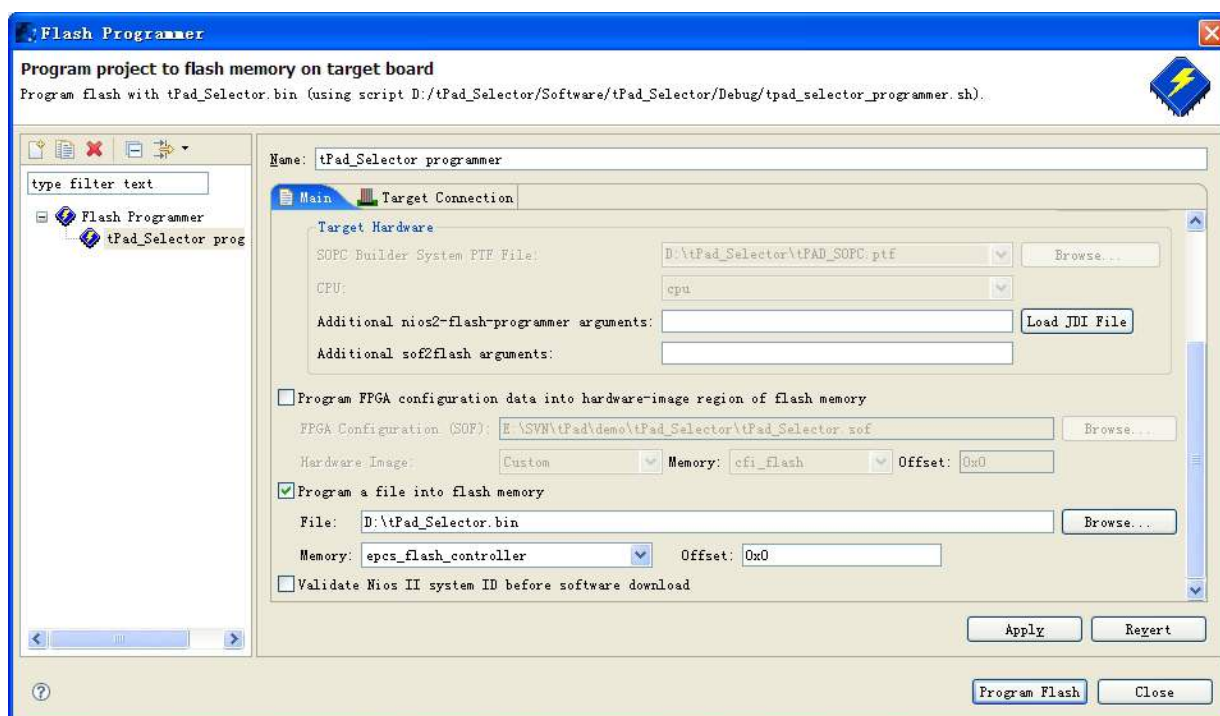 Flash Programmer
Program project to flash memory on target board
Program flash with tPad_Selector.bin (using script D:/tPad_Selector/Software/tPad_Selector/Debug/tpad_selector_programmer.sh).
type filter text
Flash Programmer
tPad_Selector prog
Name: tPad_Selector programmer
Main Target Connection
Target Hardware
SOPC Builder System PTF File: D:\tPad_Selector\tPAD_SOPC.ptf Browse...
CPU: cpu
Additional nios2-flash-programmer arguments: Load JDI File
Additional sof2flash arguments:
Program FPGA configuration data into hardware-image region of flash memory
FPGA Configuration (SOF): E:\SVN\tPad\demo\tPad_Selector\tPad_Selector.sof Browse...
Hardware Image: Custom Memory: cfi_flash Offset: 0x0
Program a file into flash memory
File: D:\tPad_Selector.bin Browse...
Memory: epcs_flash_controller Offset: 0x0
Validate Nios II system ID before software download
Apply Revert
Program Flash Close